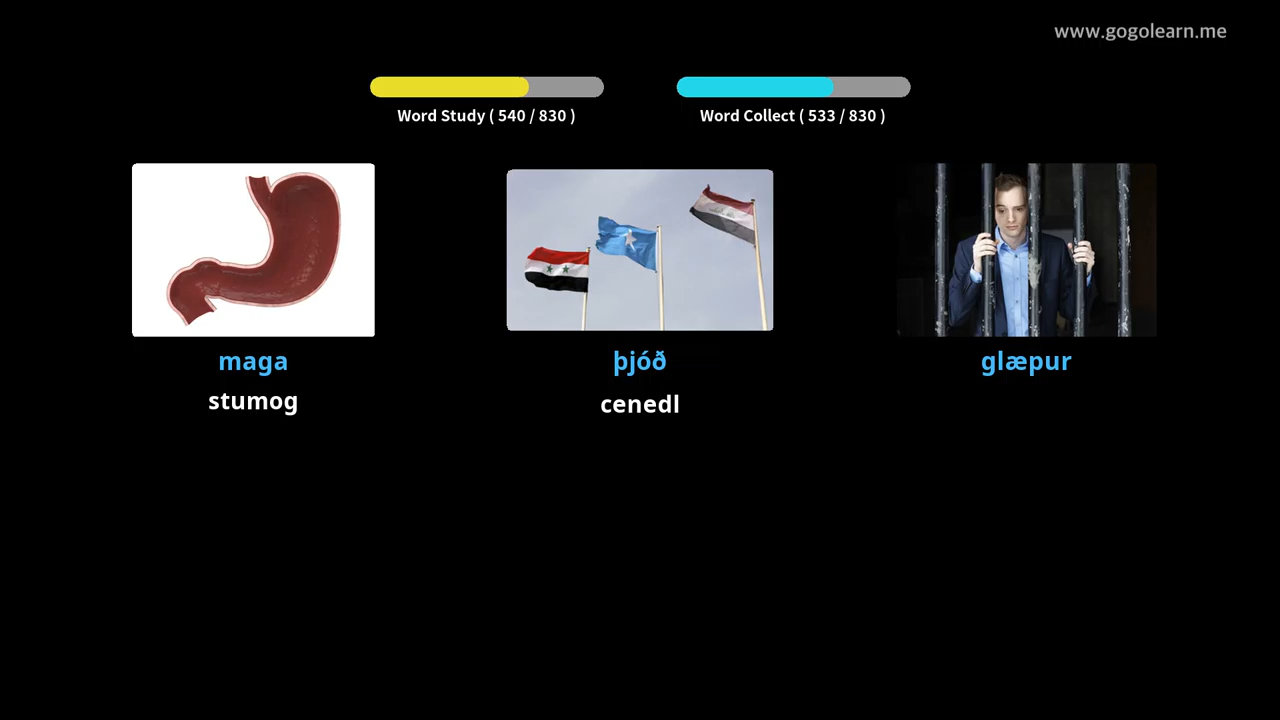 www.gogolearn.me
Word Study ( 540 / 830 )
Word Collect ( 533 / 830 )
maga
þjóð
glæpur
stumog
cenedl